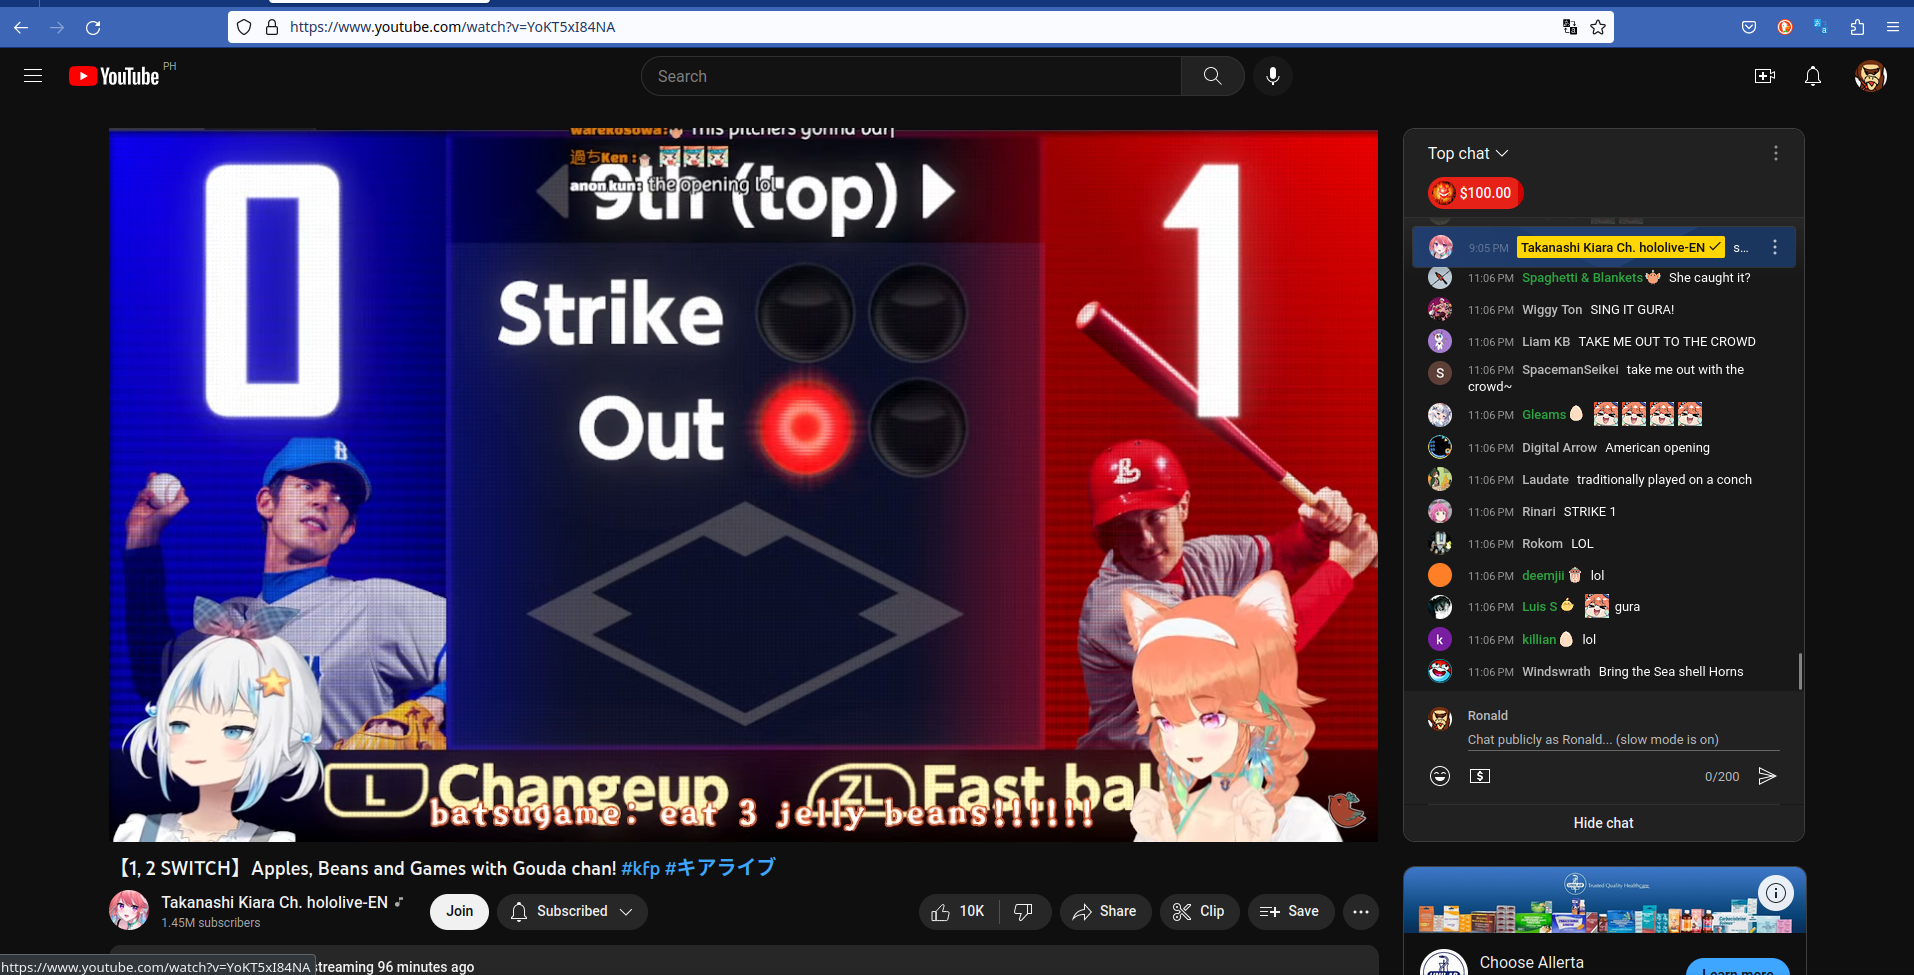 https://www.youtube.com/watch?v=YoKT5xI84NA
YouTube PH
Search
warekosowa: This pitchers gonna
過ちKen:
anon kun: the opening lol
9th (top)
0
1
Strike
Out
L Changeup
ZL Fast bal
batsugame: eat 3 jelly beans!!!!!!
【1, 2 SWITCH】Apples, Beans and Games with Gouda chan! #kfp #キアライブ
Takanashi Kiara Ch. hololive-EN
1.45M subscribers
Join
Subscribed
10K
Share
Clip
Save
streaming 96 minutes ago
https://www.youtube.com/watch?v=YoKT5xI84NA
Top chat
$100.00
9:05 PM Takanashi Kiara Ch. hololive-EN s...
11:06 PM Spaghetti & Blankets She caught it?
11:06 PM Wiggy Ton SING IT GURA!
11:06 PM Liam KB TAKE ME OUT TO THE CROWD
S
11:06 PM SpacemanSeikei take me out with the
crowd~
11:06 PM Gleams
11:06 PM Digital Arrow American opening
11:06 PM Laudate traditionally played on a conch
11:06 PM Rinari STRIKE 1
11:06 PM Rokom LOL
11:06 PM deemjii lol
11:06 PM Luis S gura
k
11:06 PM killian lol
11:06 PM Windswrath Bring the Sea shell Horns
Ronald
Chat publicly as Ronald... (slow mode is on)
0/200
Hide chat
Trusted Quality Healthcare
Choose Allerta
Learn more